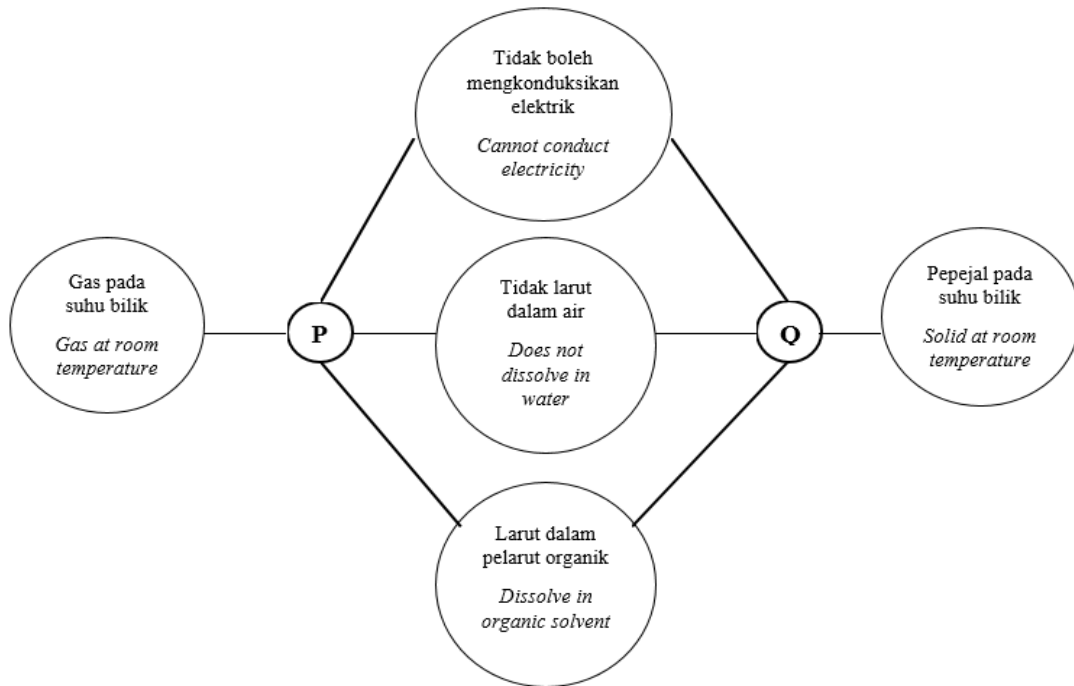 Tidak boleh
mengkonduksikan
elektrik
Cannot conduct
electricity
Gas pada
suhu bilik
Gas at room
temperature
P
Tidak larut
dalam air
Does not
dissolve in
water
Q
Pepejal pada
suhu bilik
Solid at room
temperature
Larut dalam
pelarut organik
Dissolve in
organic solvent